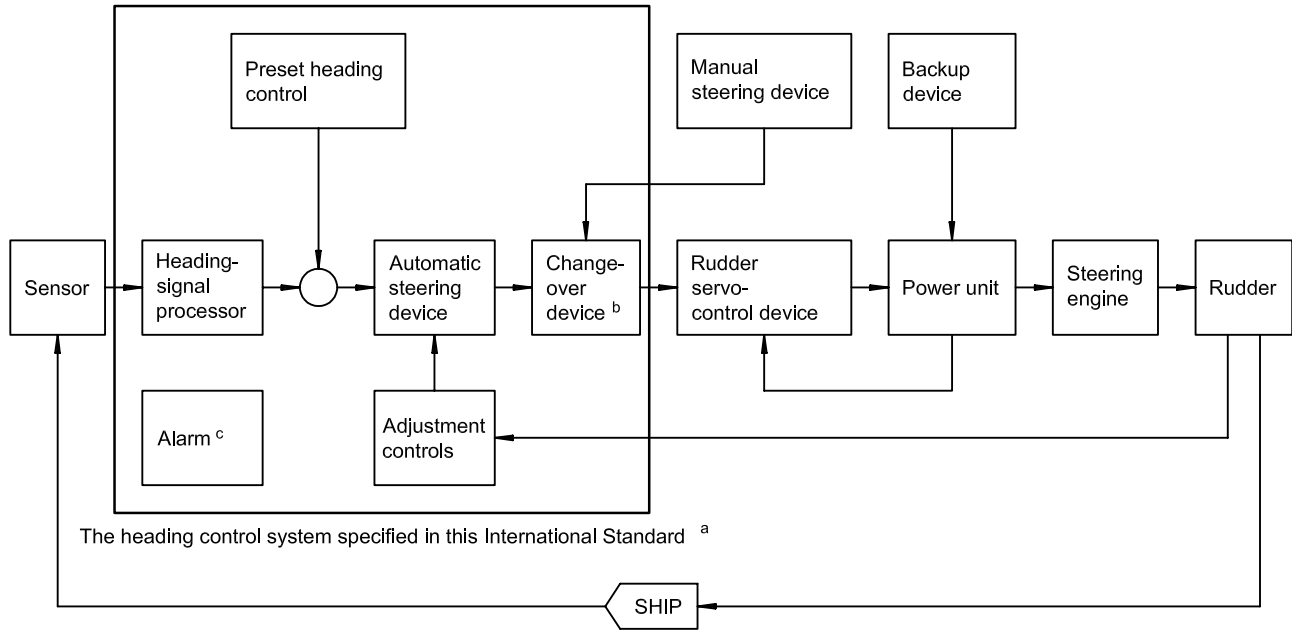 Preset heading
control
Manual
steering device
Backup
device
Sensor
Heading-
signal
processor
Automatic
steering
device
Change-
over
device b
Rudder
servo-
control device
Power unit
Steering
engine
Rudder
Alarm c
Adjustment
controls
The heading control system specified in this International Standard a
SHIP